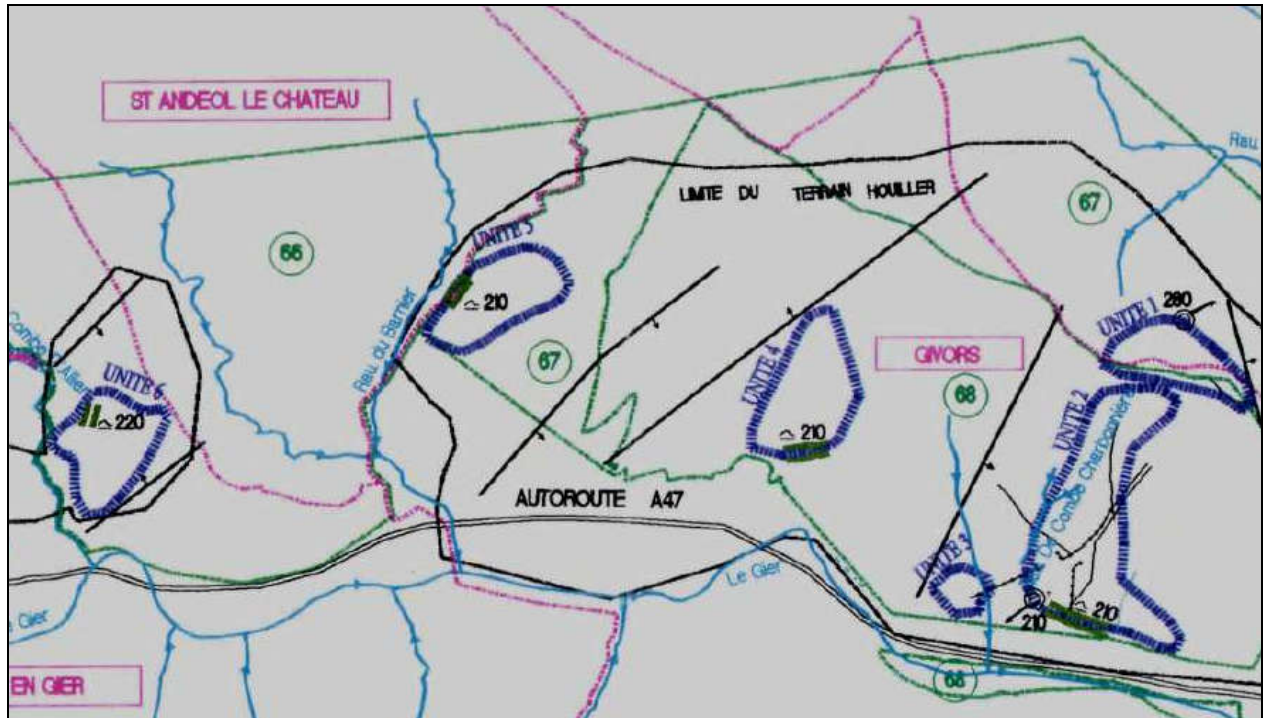 ST ANDEOL LE CHATEAU
Rau.
LIMITE DU TERRAIN HOUILLER
67
66
UNITE 5
210
UNITE 1
280
Rau. du Barrier
UNITE 4
GIVORS
67
68
UNITE 6
220
UNITE 2
210
AUTOROUTE A47
UNITE 3
Le Gier
210
210
Gier
68
EN GIER